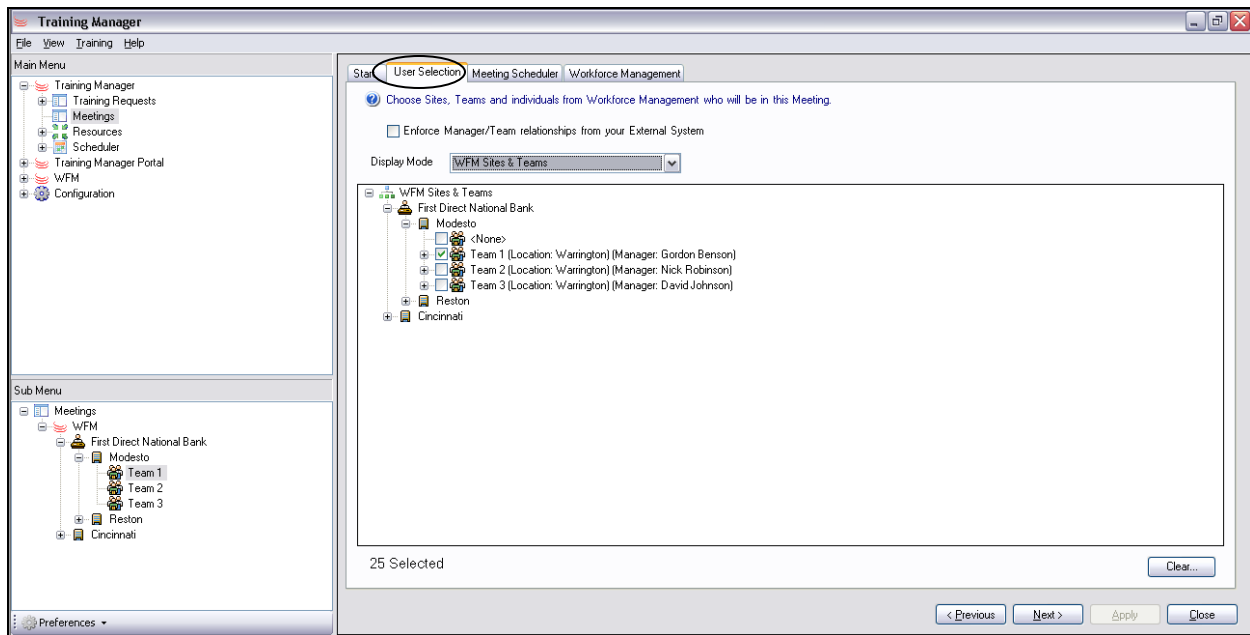 Training Manager
File View Training Help
Main Menu
Training Manager
Training Requests
Meetings
Resources
Scheduler
Training Manager Portal
WFM
Configuration
Sub Menu
Meetings
WFM
First Direct National Bank
Modesto
Team 1
Team 2
Team 3
Reston
Cincinnati
Preferences
Star User Selection Meeting Scheduler Workforce Management
Choose Sites, Teams and individuals from Workforce Management who will be in this Meeting.
Enforce Manager/Team relationships from your External System
Display Mode WFM Sites & Teams
WFM Sites & Teams
First Direct National Bank
Modesto
<None>
Team 1 (Location: Warrington) (Manager: Gordon Benson)
Team 2 (Location: Warrington) (Manager: Nick Robinson)
Team 3 (Location: Warrington) (Manager: David Johnson)
Reston
Cincinnati
25 Selected
Clear...
< Previous Next > Apply Close